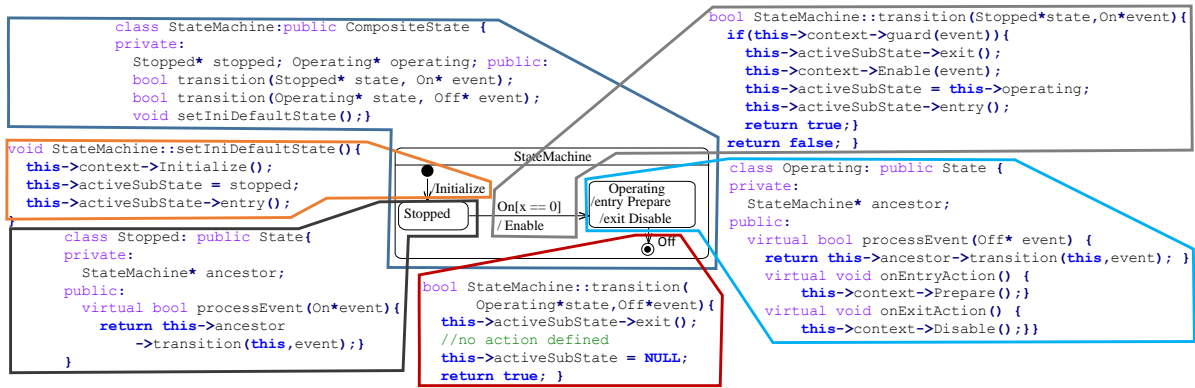 class StateMachine:public CompositeState {
private:
Stopped* stopped; Operating* operating; public:
bool transition(Stopped* state, On* event);
bool transition(Operating* state, Off* event);
void setIniDefaultState();}
bool StateMachine::transition(Stopped*state,On*event){
if(this->context->guard(event)){
this->activeSubState->exit();
this->context->Enable(event);
this->activeSubState = this->operating;
this->activeSubState->entry();
return true;}
return false; }
void StateMachine::setIniDefaultState(){
this->context->Initialize();
this->activeSubState = stopped;
this->activeSubState->entry();
}
StateMachine
/Initialize
Stopped
On[x == 0]
/ Enable
Operating
/entry Prepare
/exit Disable
Off
class Operating: public State {
private:
StateMachine* ancestor;
public:
virtual bool processEvent(Off* event) {
return this->ancestor->transition(this,event); }
virtual void onEntryAction() {
this->context->Prepare();}
virtual void onExitAction() {
this->context->Disable();}}
class Stopped: public State{
private:
StateMachine* ancestor;
public:
virtual bool processEvent(On*event){
return this->ancestor
->transition(this,event);}
}
bool StateMachine::transition(
Operating*state,Off*event){
this->activeSubState->exit();
//no action defined
this->activeSubState = NULL;
return true; }